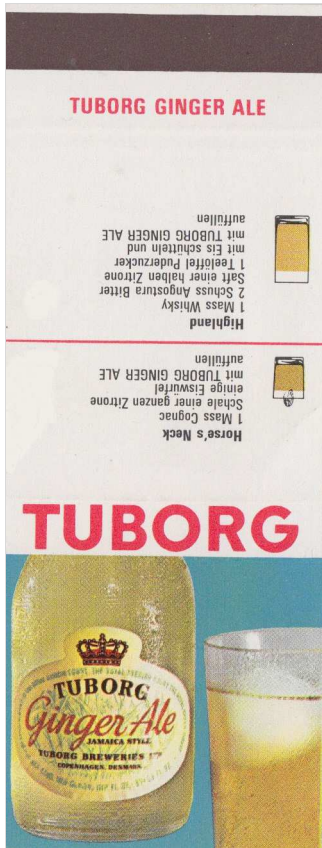 TUBORG GINGER ALE
Highland
1 Mass Whisky
2 Schuss Angostura Bitter
Saft einer halben Zitrone
1 Teelöffel Puderzucker
mit Eis schütteln und
mit TUBORG GINGER ALE
auffüllen
Horse's Neck
1 Mass Cognac
Schale einer ganzen Zitrone
einige Eiswürfel
mit TUBORG GINGER ALE
auffüllen
TUBORG
TUBORG
Ginger Ale
JAMAICA STYLE
TUBORG BREWERIES LTD
COPENHAGEN, DENMARK